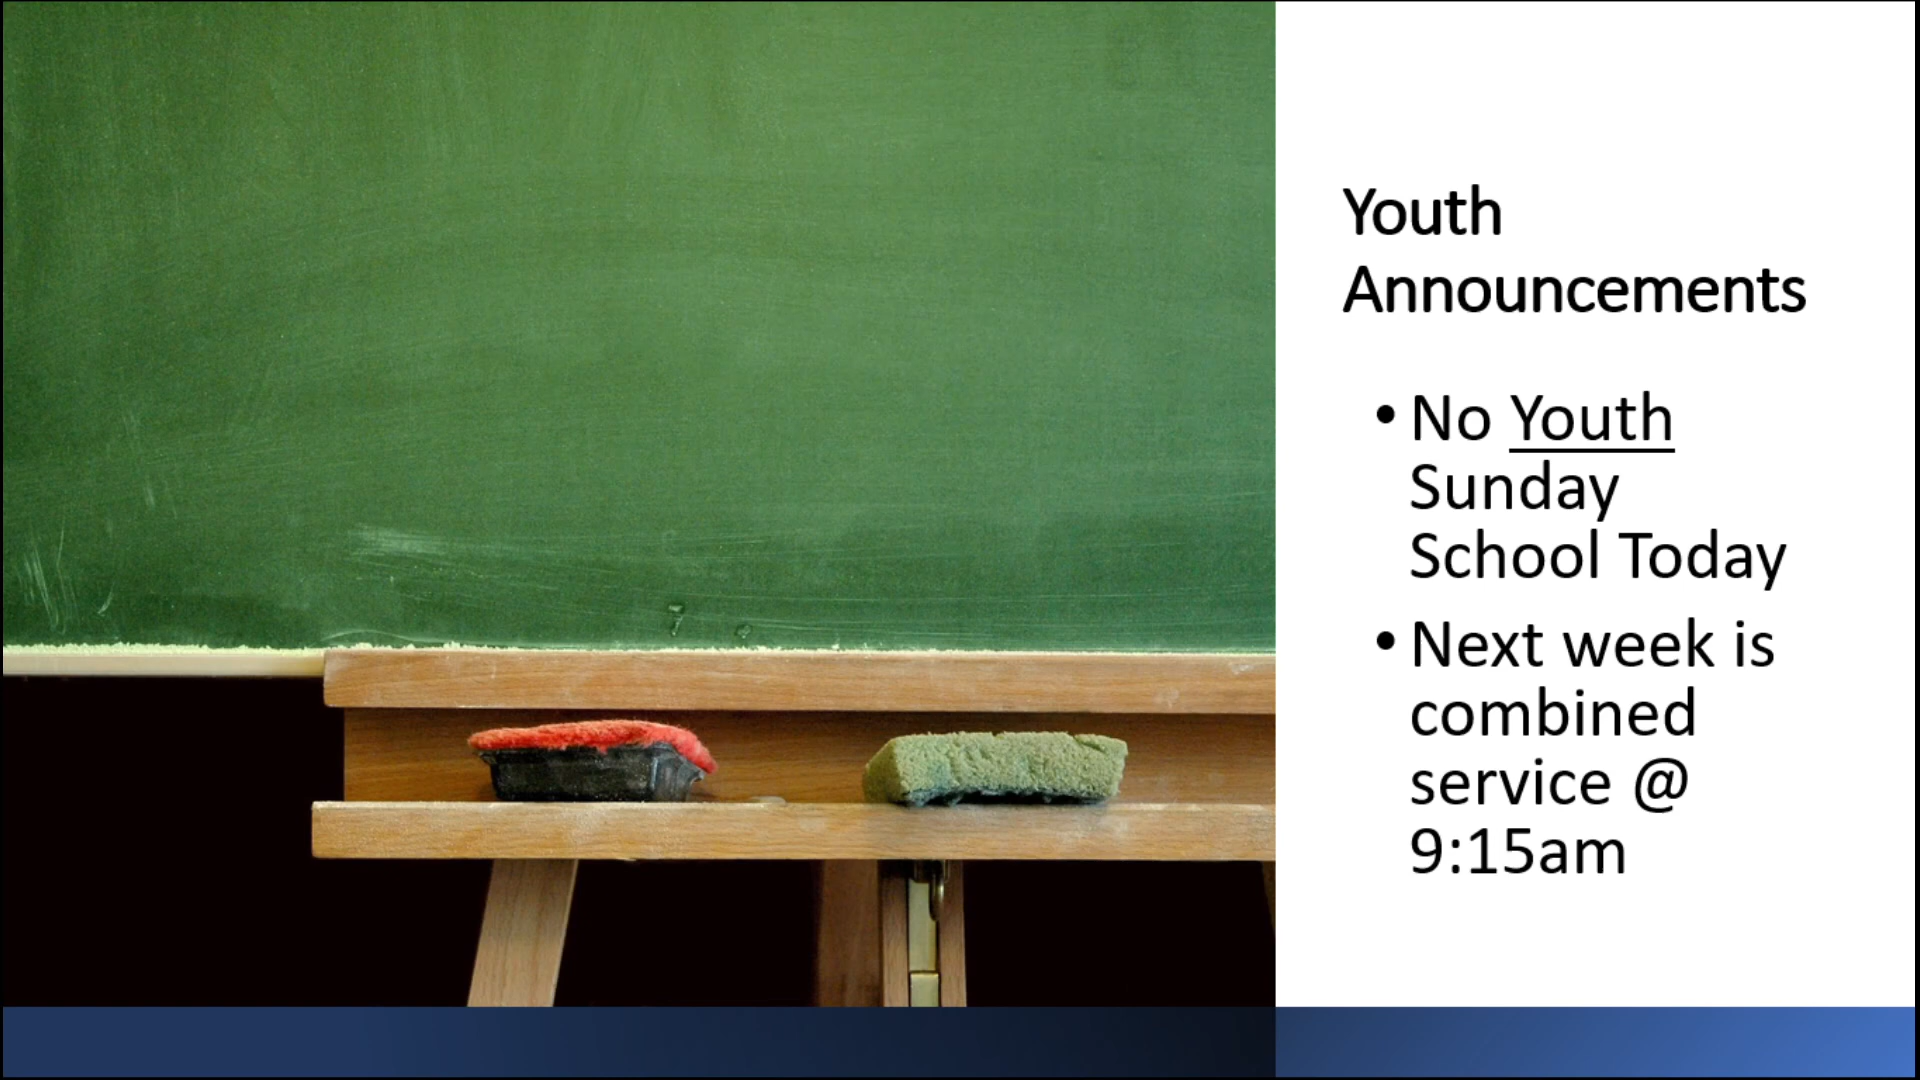 Youth
Announcements
• No Youth
Sunday
School Today
• Next week is
combined
service @
9:15am